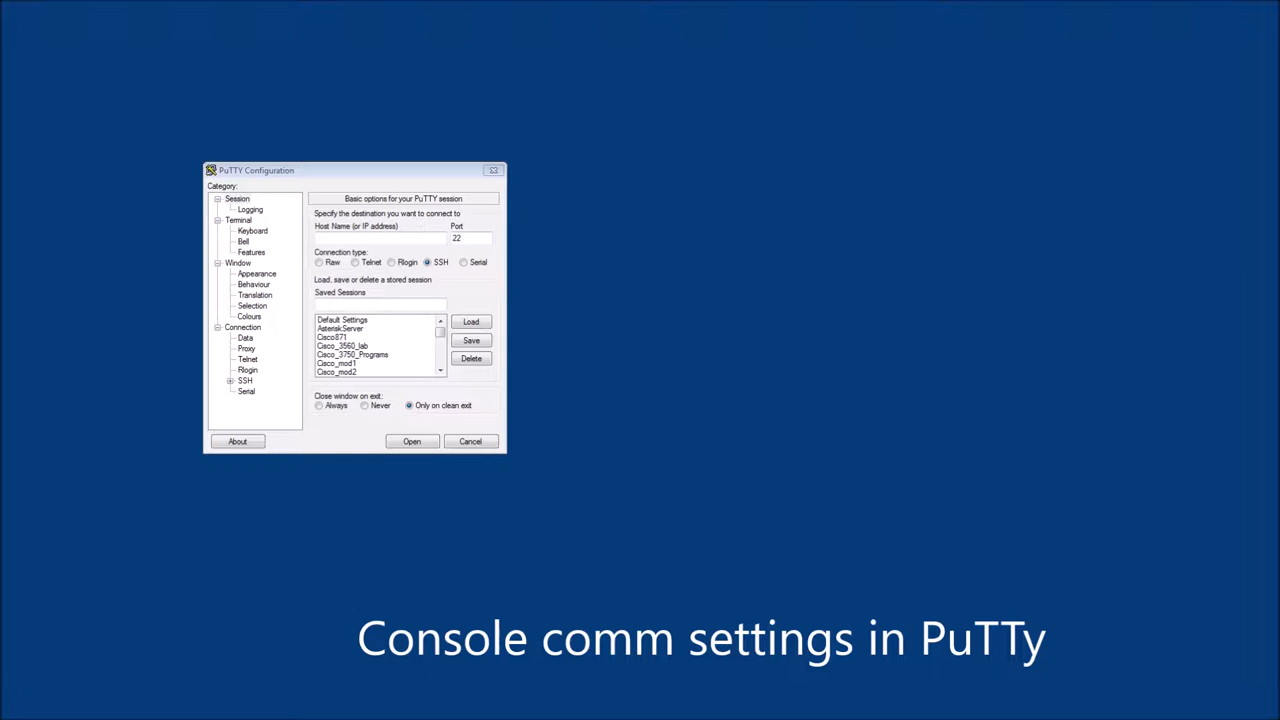 PuTTY Configuration
Category:
Session
Logging
Terminal
Keyboard
Bell
Features
Window
Appearance
Behaviour
Translation
Selection
Colours
Connection
Data
Proxy
Telnet
Rlogin
SSH
Serial
Basic options for your PuTTY session
Specify the destination you want to connect to
Host Name (or IP address) Port
22
Connection type:
Raw Telnet Rlogin SSH Serial
Load, save or delete a stored session
Saved Sessions
Default Settings
AsteriskServer
Cisco871
Cisco_3560_lab
Cisco_3750_Programs
Cisco_mod1
Cisco_mod2
Load
Save
Delete
Close window on exit:
Always Never Only on clean exit
About Open Cancel
Console comm settings in PuTTy